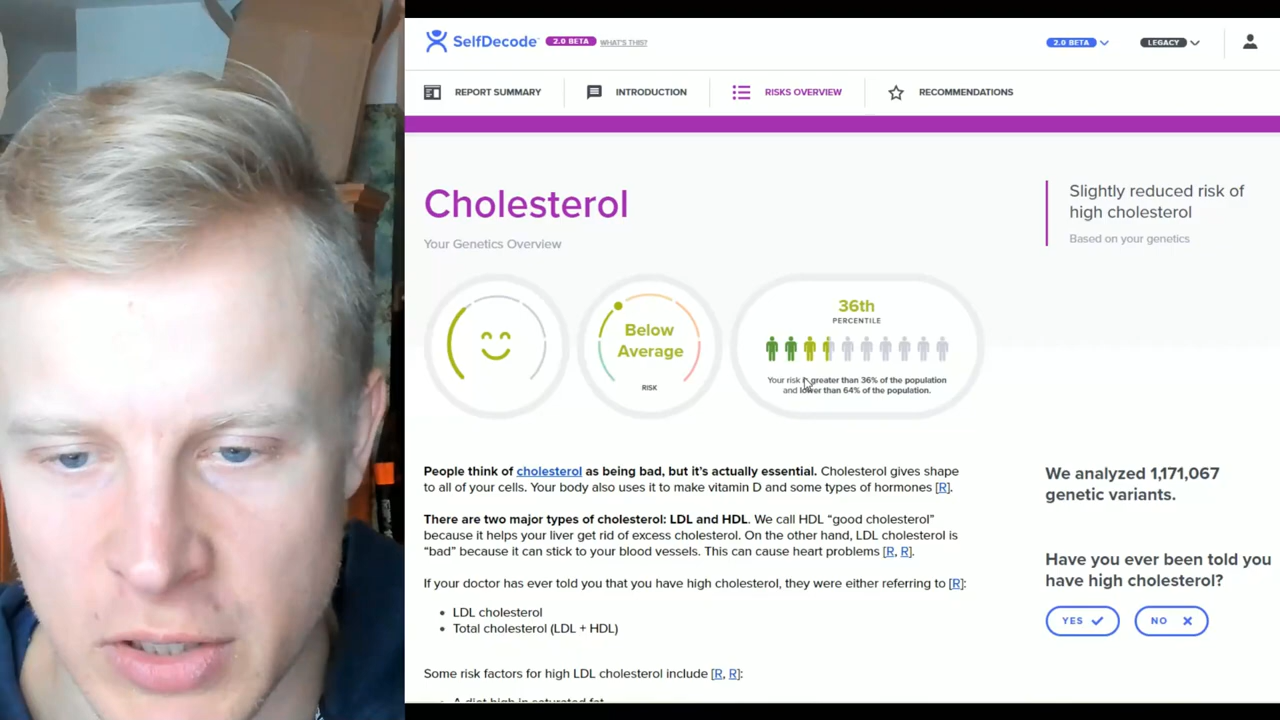 SelfDecode 2.0 BETA WHAT'S THIS?
2.0 BETA
LEGACY
REPORT SUMMARY
INTRODUCTION
RISKS OVERVIEW
RECOMMENDATIONS
Cholesterol
Your Genetics Overview
Slightly reduced risk of
high cholesterol
Based on your genetics
Below
Average
RISK
36th
PERCENTILE
Your risk is greater than 36% of the population
and lower than 64% of the population.
People think of cholesterol as being bad, but it's actually essential. Cholesterol gives shape
to all of your cells. Your body also uses it to make vitamin D and some types of hormones [R].
There are two major types of cholesterol: LDL and HDL. We call HDL “good cholesterol”
because it helps your liver get rid of excess cholesterol. On the other hand, LDL cholesterol is
“bad” because it can stick to your blood vessels. This can cause heart problems [R, R].
If your doctor has ever told you that you have high cholesterol, they were either referring to [R]:
• LDL cholesterol
• Total cholesterol (LDL + HDL)
Some risk factors for high LDL cholesterol include [R, R]:
• A diet high in saturated fat
We analyzed 1,171,067
genetic variants.
Have you ever been told you
have high cholesterol?
YES
NO